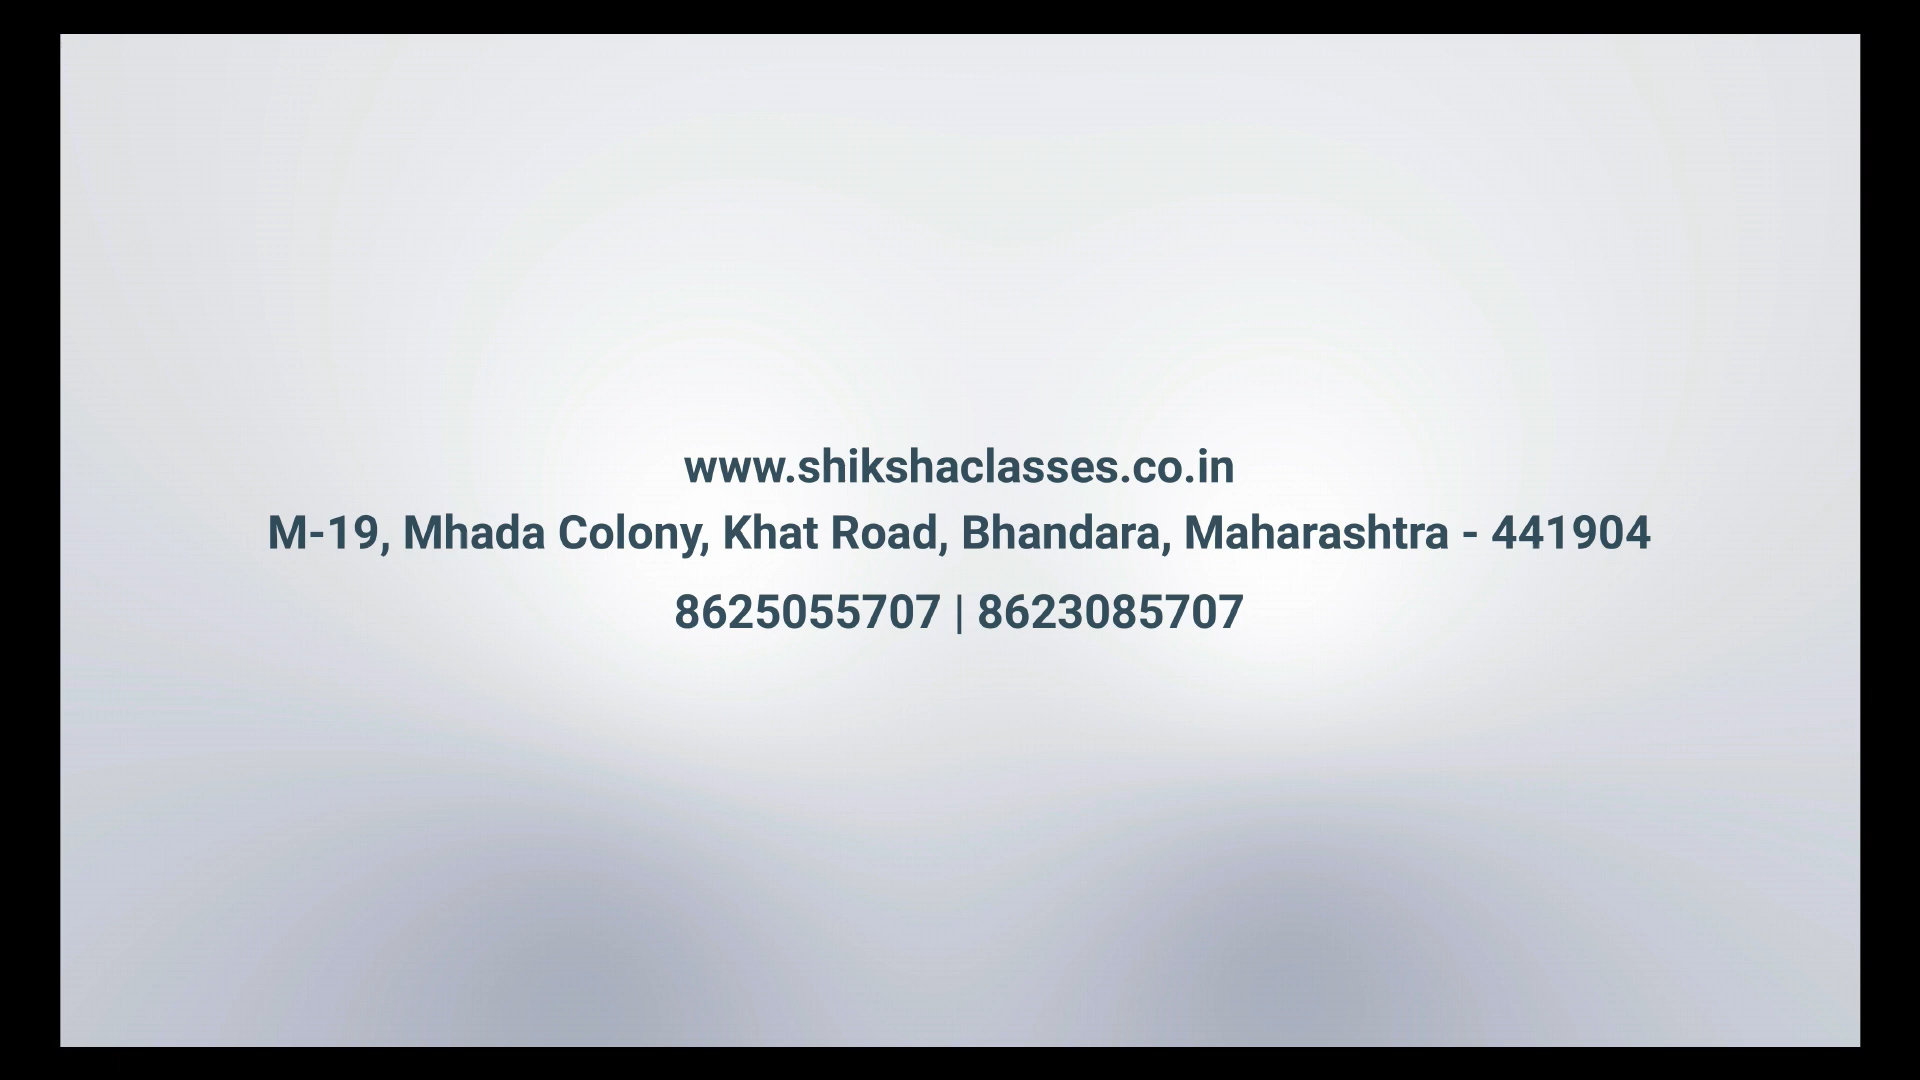 www.shikshaclasses.co.in
M-19, Mhada Colony, Khat Road, Bhandara, Maharashtra - 441904
8625055707 | 8623085707